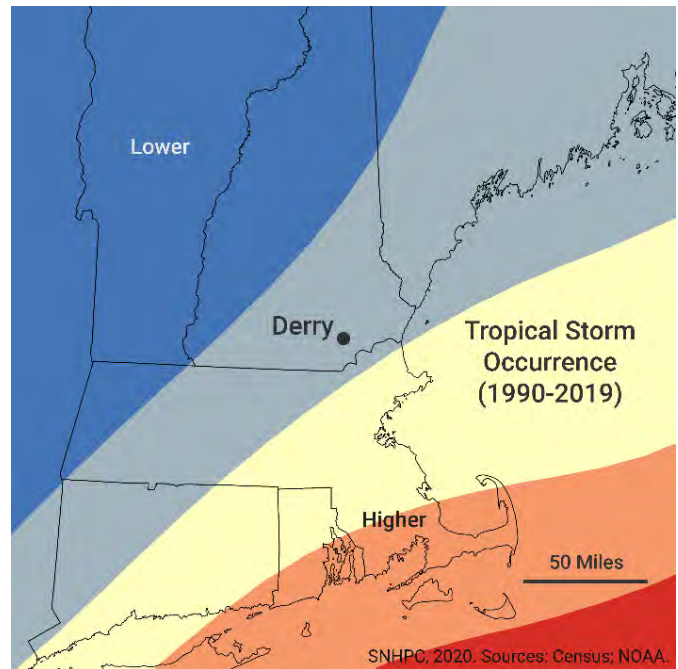 Lower
Derry
Tropical Storm
Occurrence
(1990-2019)
Higher
50 Miles
SNHPC, 2020. Sources: Census; NOAA.